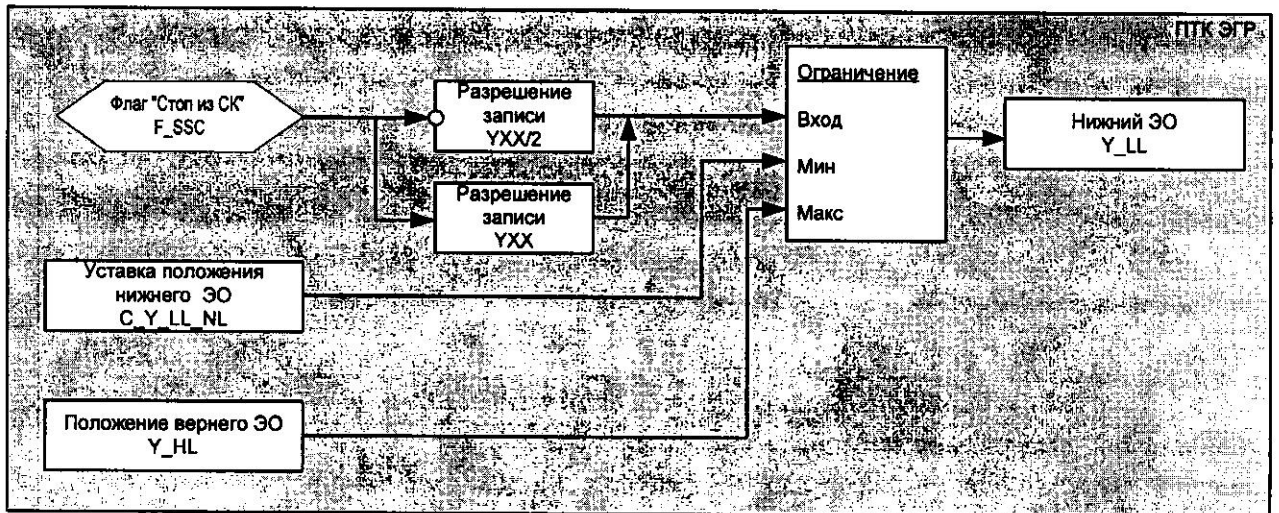 ПТК ЭГР
Флаг "Стоп из СК"
F_SSC
Разрешение
записи
YXX/2
Разрешение
записи
YXX
Ограничение
Вход
Мин
Макс
Нижний ЭО
Y_LL
Уставка положения
нижнего ЭО
C_Y_LL_NL
Положение вернего ЭО
Y_HL